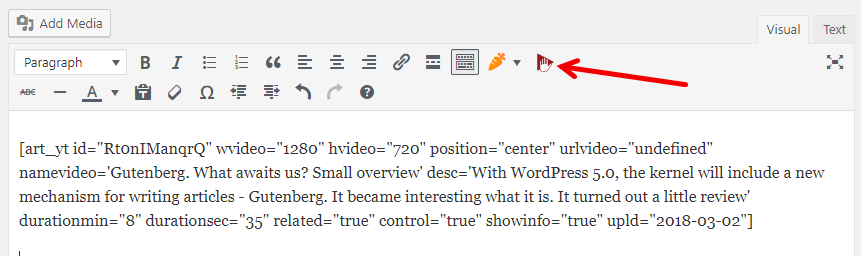 Add Media
Visual Text
Paragraph B I
ABC A T Ω ?
[art_yt id="Rt0nIManqrQ" wvideo="1280" hvideo="720" position="center" urlvideo="undefined"
namevideo='Gutenberg. What awaits us? Small overview' desc='With WordPress 5.0, the kernel will include a new
mechanism for writing articles - Gutenberg. It became interesting what it is. It turned out a little review'
durationmin="8" durationsec="35" related="true" control="true" showinfo="true" upld="2018-03-02"]